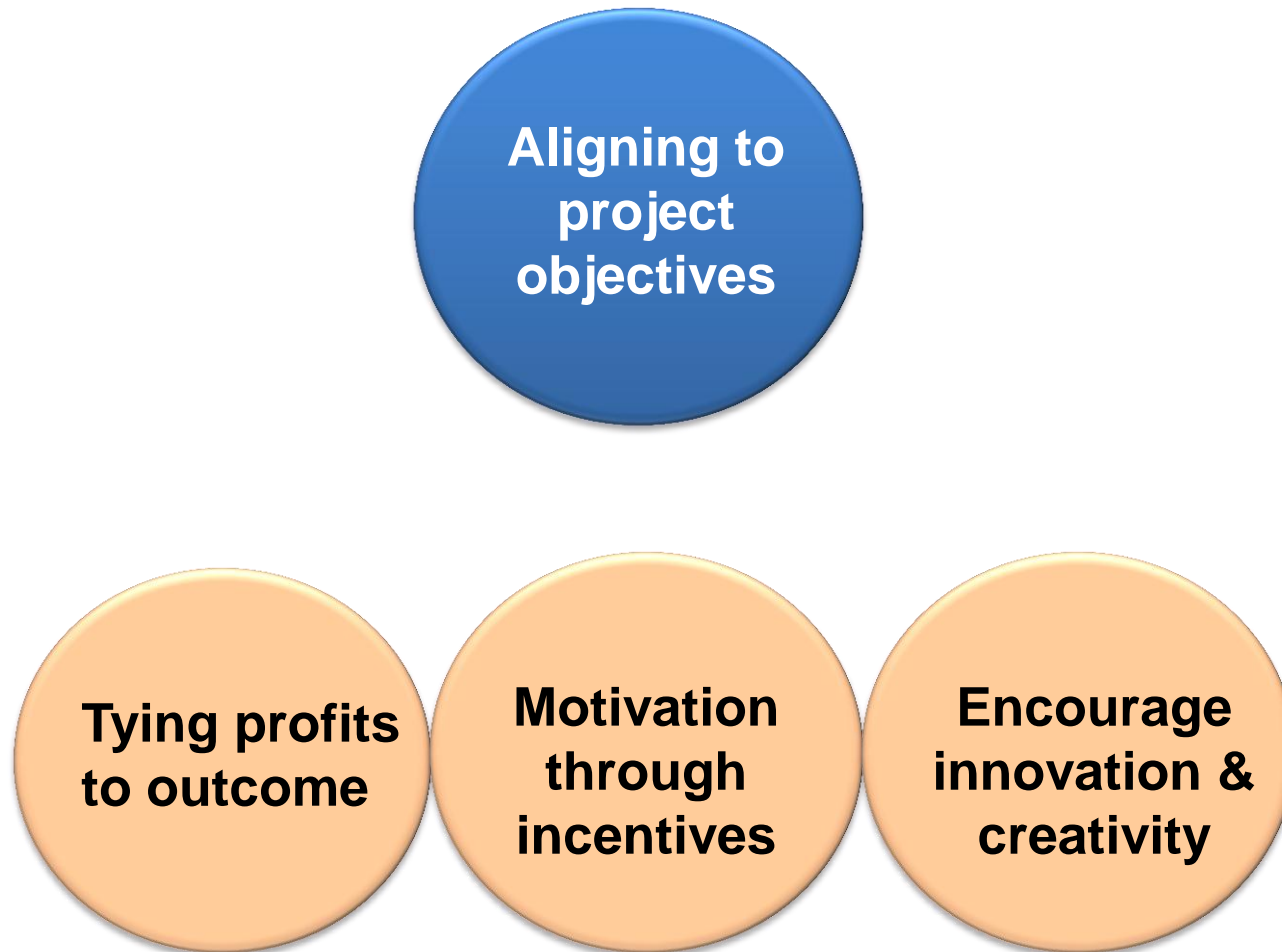 Aligning to
project
objectives
Tying profits
to outcome
Motivation
through
incentives
Encourage
innovation &
creativity